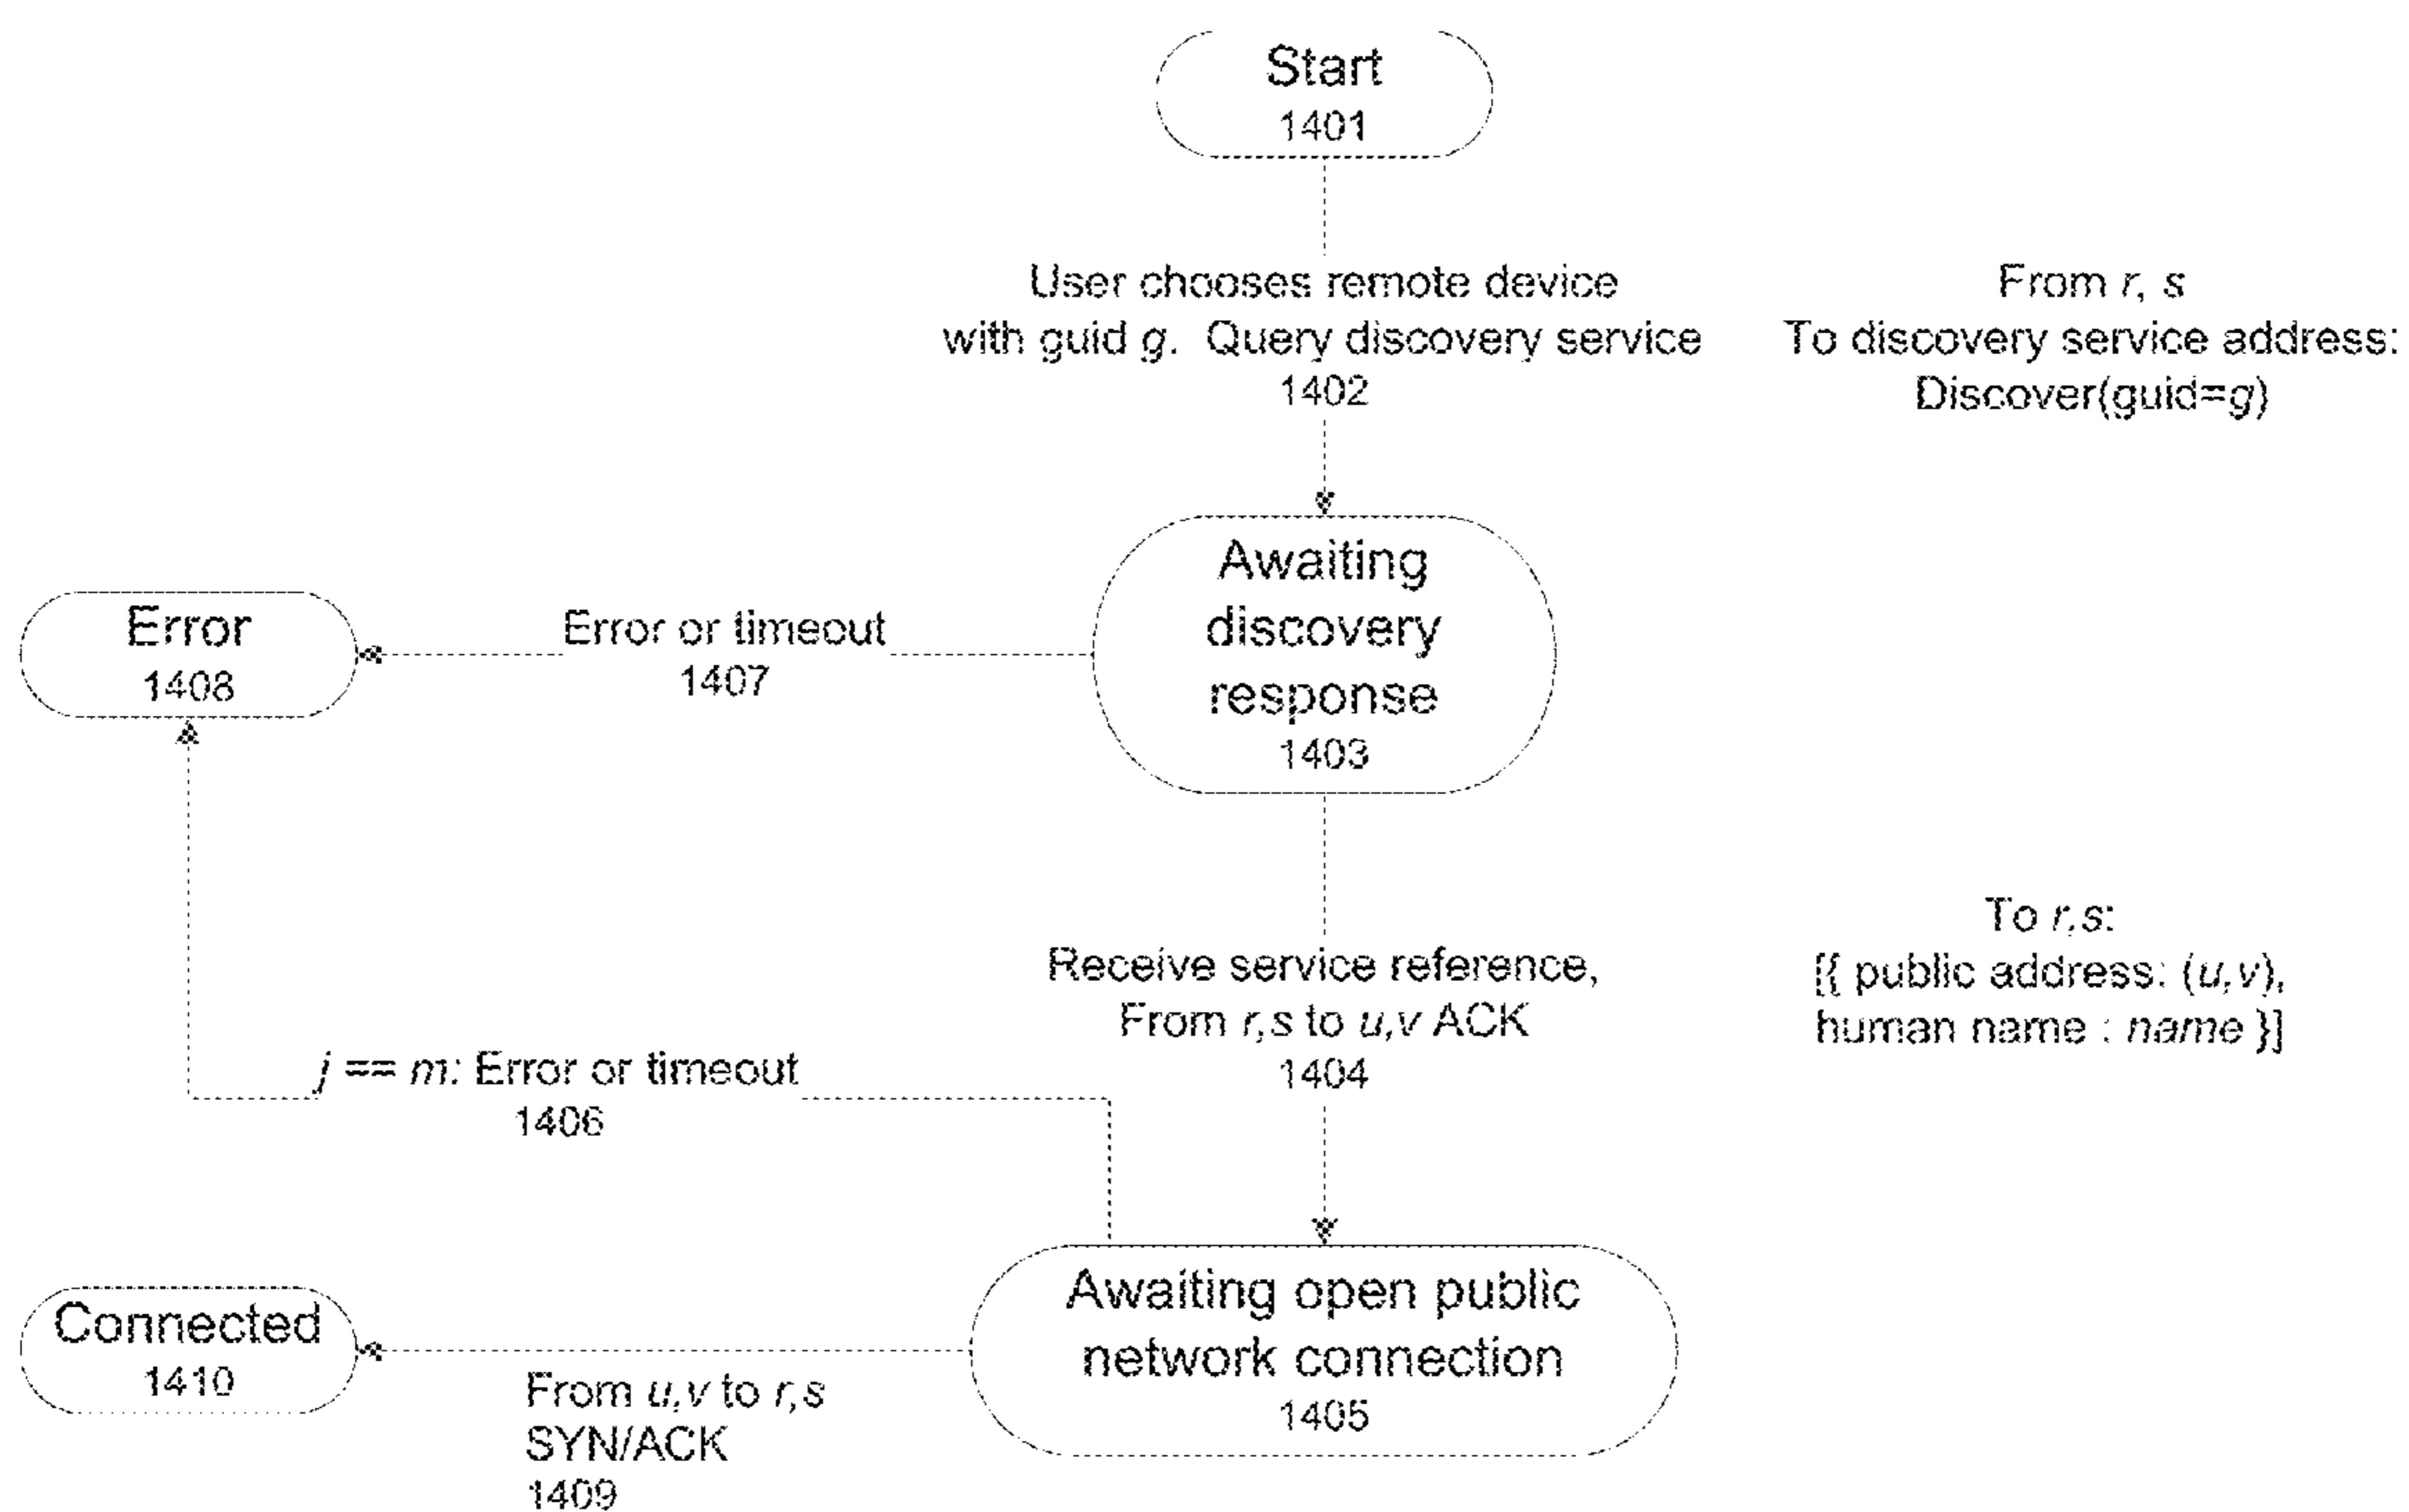 Start
1401
User chooses remote device
with guid g. Query discovery service
1402
From r, s
To discovery service address:
Discover(guid=g)
Awaiting
discovery
response
1403
Error
1408
Error or timeout
1407
Receive service reference,
From r,s to u,v ACK
1404
To r,s:
[{ public address: (u,v),
human name : name }]
j == m: Error or timeout
1406
Awaiting open public
network connection
1405
Connected
1410
From u,v to r,s
SYN/ACK
1409